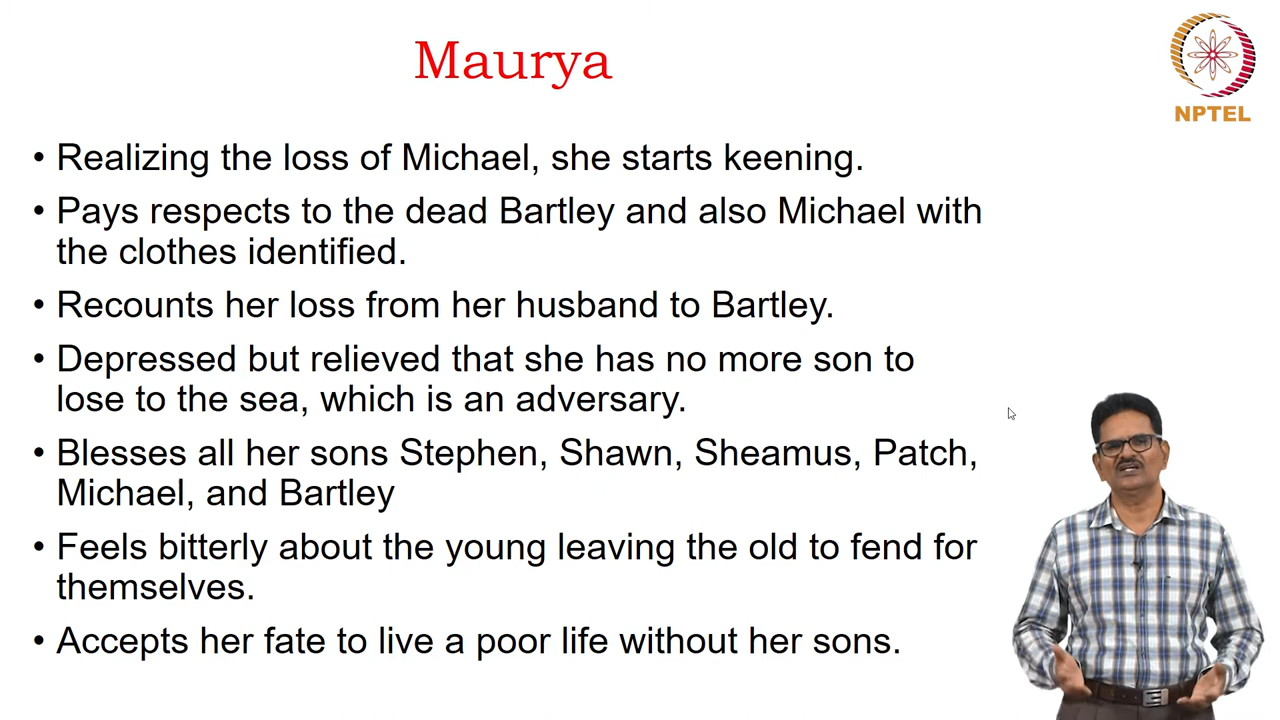 Maurya
NPTEL
• Realizing the loss of Michael, she starts keening.
• Pays respects to the dead Bartley and also Michael with
the clothes identified.
• Recounts her loss from her husband to Bartley.
• Depressed but relieved that she has no more son to
lose to the sea, which is an adversary.
• Blesses all her sons Stephen, Shawn, Sheamus, Patch,
Michael, and Bartley
• Feels bitterly about the young leaving the old to fend for
themselves.
• Accepts her fate to live a poor life without her sons.